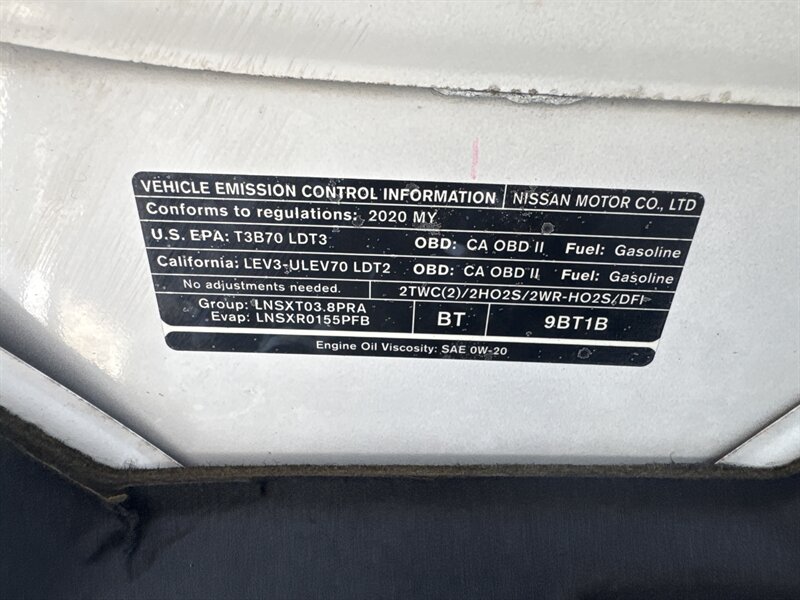 VEHICLE EMISSION CONTROL INFORMATION NISSAN MOTOR CO., LTD
Conforms to regulations: 2020 MY
U.S. EPA: T3B70 LDT3 OBD: CA OBD II Fuel: Gasoline
California: LEV3-ULEV70 LDT2 OBD: CA OBD II Fuel: Gasoline
No adjustments needed. 2TWC(2)/2HO2S/2WR-HO2S/DFI
Group: LNSXT03.8PRA
Evap: LNSXR0155PFB
BT 9BT1B
Engine Oil Viscosity: SAE 0W-20